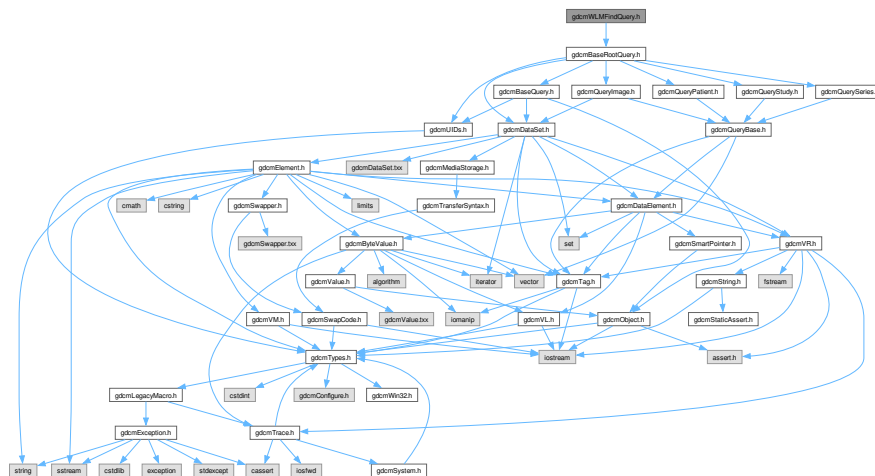 gdcmWLMFindQuery.h
gdcmBaseRootQuery.h
gdcmBaseQuery.h
gdcmQueryImage.h
gdcmQueryPatient.h
gdcmQueryStudy.h
gdcmQuerySeries.
gdcmUIDs.h
gdcmDataSet.h
gdcmQueryBase.h
gdcmElement.h
gdcmDataSet.txx
gdcmMediaStorage.h
cmath
cstring
gdcmSwapper.h
limits
gdcmTransferSyntax.h
gdcmDataElement.h
gdcmSwapper.txx
gdcmByteValue.h
set
gdcmSmartPointer.h
gdcmVR.h
gdcmValue.h
algorithm
iterator
vector
gdcmTag.h
gdcmString.h
fstream
gdcmVM.h
gdcmSwapCode.h
gdcmValue.txx
iomanip
gdcmVL.h
gdcmObject.h
gdcmStaticAssert.h
gdcmTypes.h
iostream
assert.h
gdcmLegacyMacro.h
cstdint
gdcmConfigure.h
gdcmWin32.h
gdcmException.h
gdcmTrace.h
string
sstream
cstdlib
exception
stdexcept
cassert
iosfwd
gdcmSystem.h